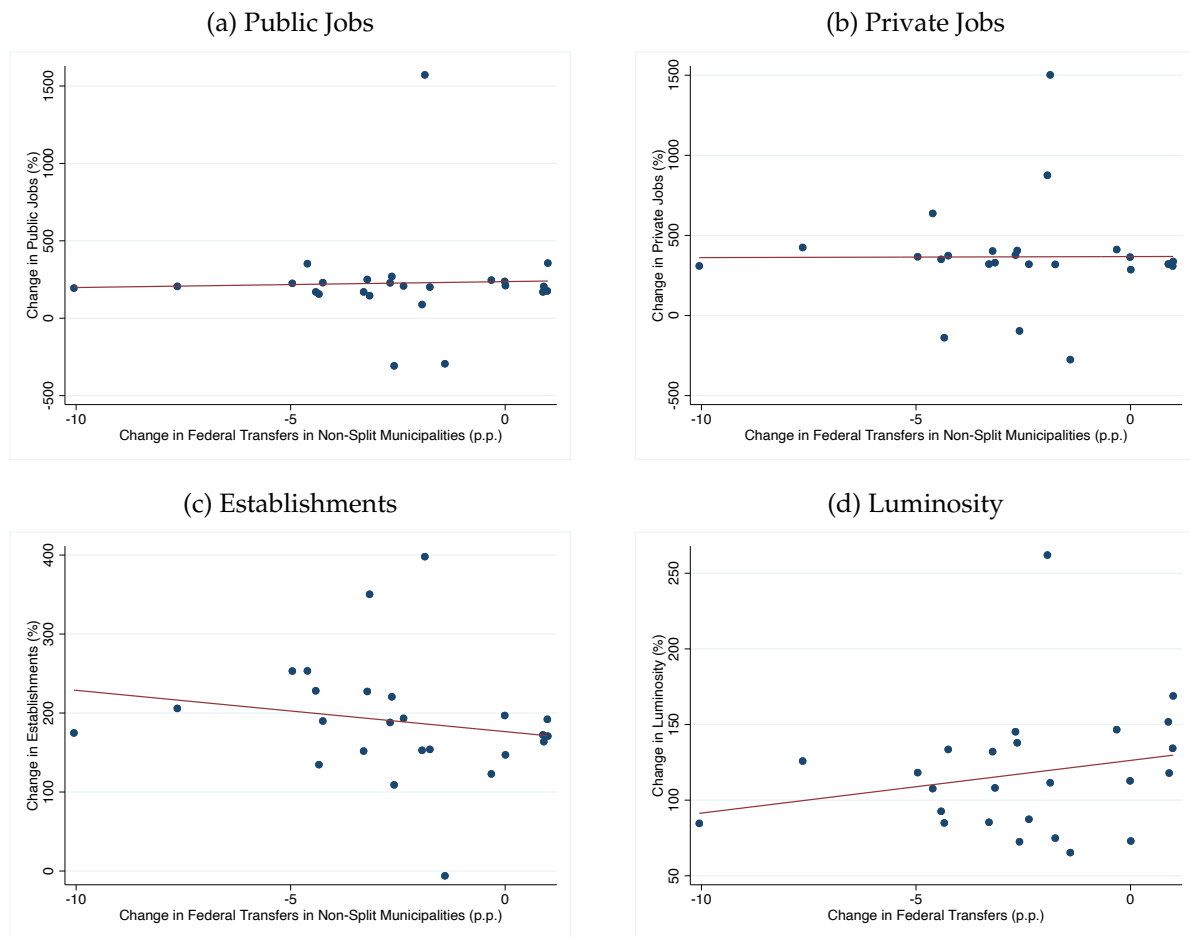 (a) Public Jobs
1500
1000
500
0
-500
Change in Public Jobs (%)
-10 -5 0
Change in Federal Transfers in Non-Split Municipalities (p.p.)
(b) Private Jobs
1500
1000
500
0
-500
Change in Private Jobs (%)
-10 -5 0
Change in Federal Transfers in Non-Split Municipalities (p.p.)
(c) Establishments
400
300
200
100
0
Change in Establishments (%)
-10 -5 0
Change in Federal Transfers in Non-Split Municipalities (p.p.)
(d) Luminosity
250
200
150
100
50
Change in Luminosity (%)
-10 -5 0
Change in Federal Transfers (p.p.)